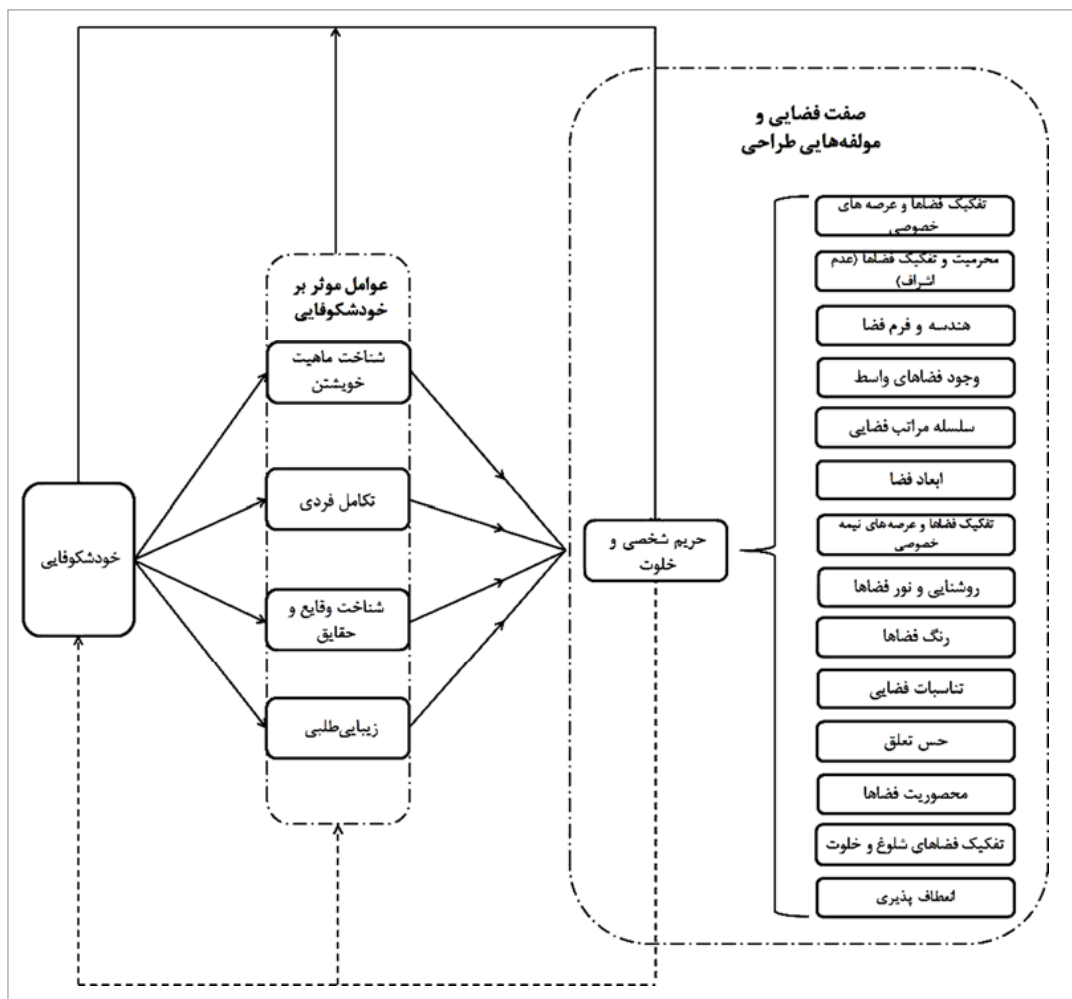 صفت فضایی و
مولفه‌هایی طراحی
تفکیک فضاها و عرصه های
خصوصی
محرمیت و تفکیک فضاها (عدم
اشراف)
هندسه و فرم فضا
وجود فضاهای واسط
سلسله مراتب فضایی
ابعاد فضا
تفکیک فضاها و عرصه‌های نیمه
خصوصی
روشنایی و نور فضاها
رنگ فضاها
تناسبات فضایی
حس تعلق
محصوریت فضاها
تفکیک فضاهای شلوغ و خلوت
انعطاف پذیری
حریم شخصی و
خلوت
عوامل موثر بر
خودشکوفایی
شناخت ماهیت
خویشتن
تکامل فردی
شناخت وقایع و
حقایق
زیبایی‌طلبی
خودشکوفایی